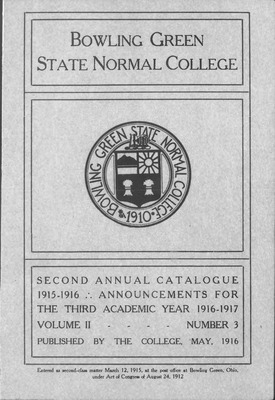 BOWLING GREEN
STATE NORMAL COLLEGE
BOWLING GREEN STATE NORMAL COLLEGE
1910
SECOND ANNUAL CATALOGUE
1915-1916 ∴ ANNOUNCEMENTS FOR
THE THIRD ACADEMIC YEAR 1916-1917
VOLUME II - - - - NUMBER 3
PUBLISHED BY THE COLLEGE, MAY, 1916
Entered as second-class matter March 12, 1915, at the post office at Bowling Green, Ohio,
under Act of Congress of August 24, 1912